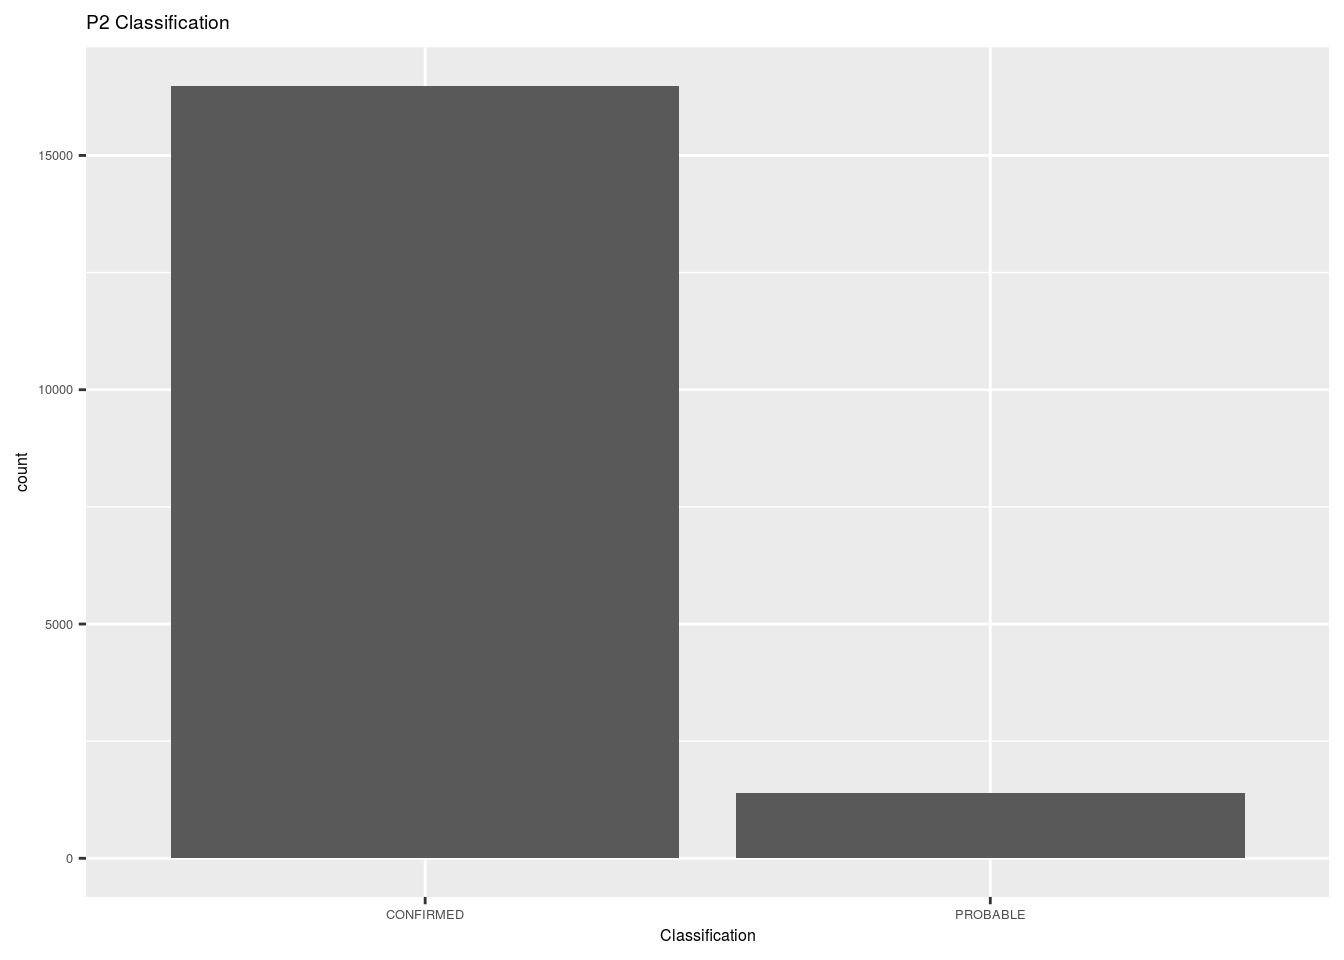 P2 Classification
15000
10000
5000
0
count
CONFIRMED
PROBABLE
Classification